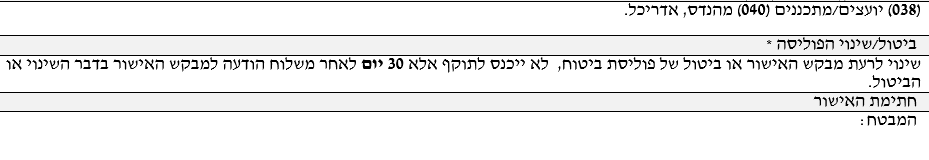 (038) יועצים/מתכננים (040) מהנדס, אדריכל.
ביטול/שינוי הפוליסה *
שינוי לרעת מבקש האישור או ביטול של פוליסת ביטוח, לא ייכנס לתוקף אלא 30 יום לאחר משלוח הודעה למבקש האישור בדבר השינוי או
הביטול.
חתימת האישור
המבטח: